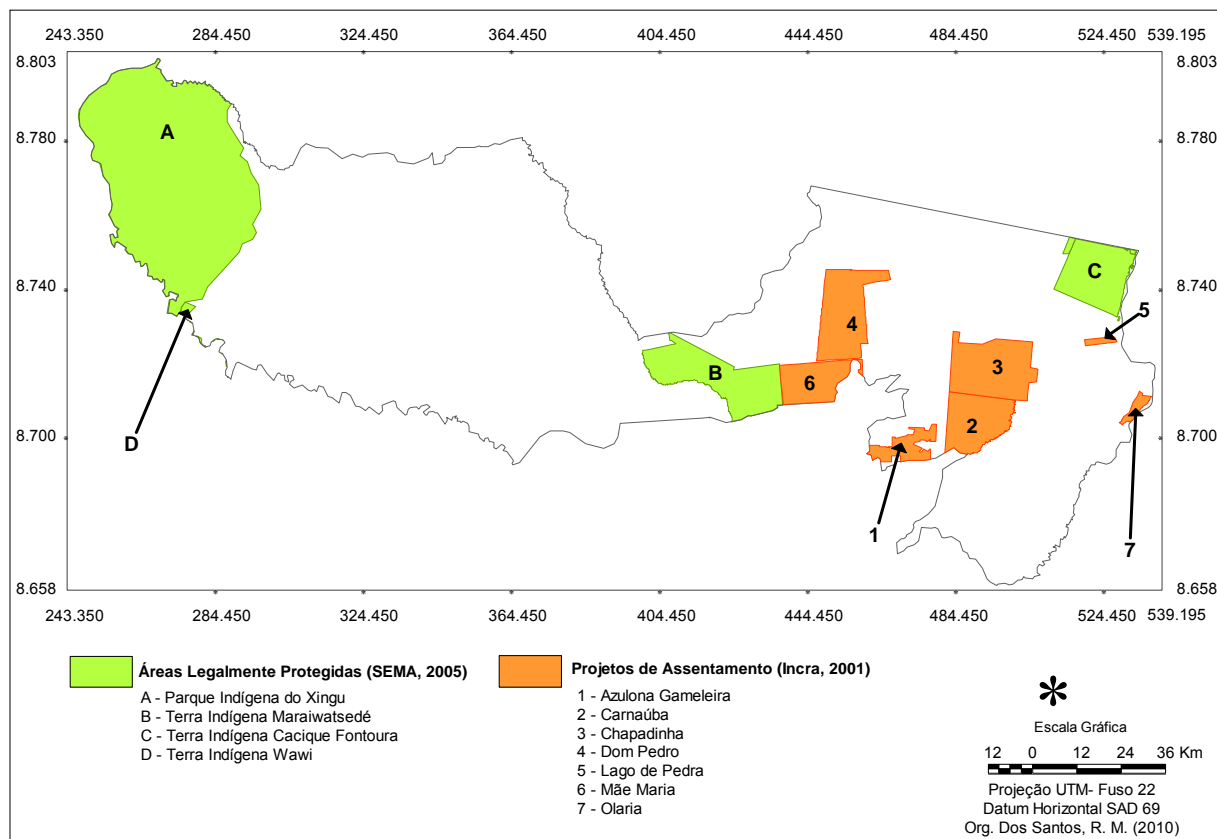 243.350 284.450 324.450 364.450 404.450 444.450 484.450 524.450 539.195
8.803 8.803
A
8.780 8.780
C
8.740 8.740
5
4
3
B
6
D
8.700 8.700
2
1
7
8.658 8.658
243.350 284.450 324.450 364.450 404.450 444.450 484.450 524.450 539.195
Áreas Legalmente Protegidas (SEMA, 2005)
A - Parque Indígena do Xingu
B - Terra Indígena Maraiwatsedé
C - Terra Indígena Cacique Fontoura
D - Terra Indígena Wawi
Projetos de Assentamento (Incra, 2001)
1 - Azulona Gameleira
2 - Carnaúba
3 - Chapadinha
4 - Dom Pedro
5 - Lago de Pedra
6 - Mãe Maria
7 - Olaria
Escala Gráfica
12 0 12 24 36 Km
Projeção UTM- Fuso 22
Datum Horizontal SAD 69
Org. Dos Santos, R. M. (2010)